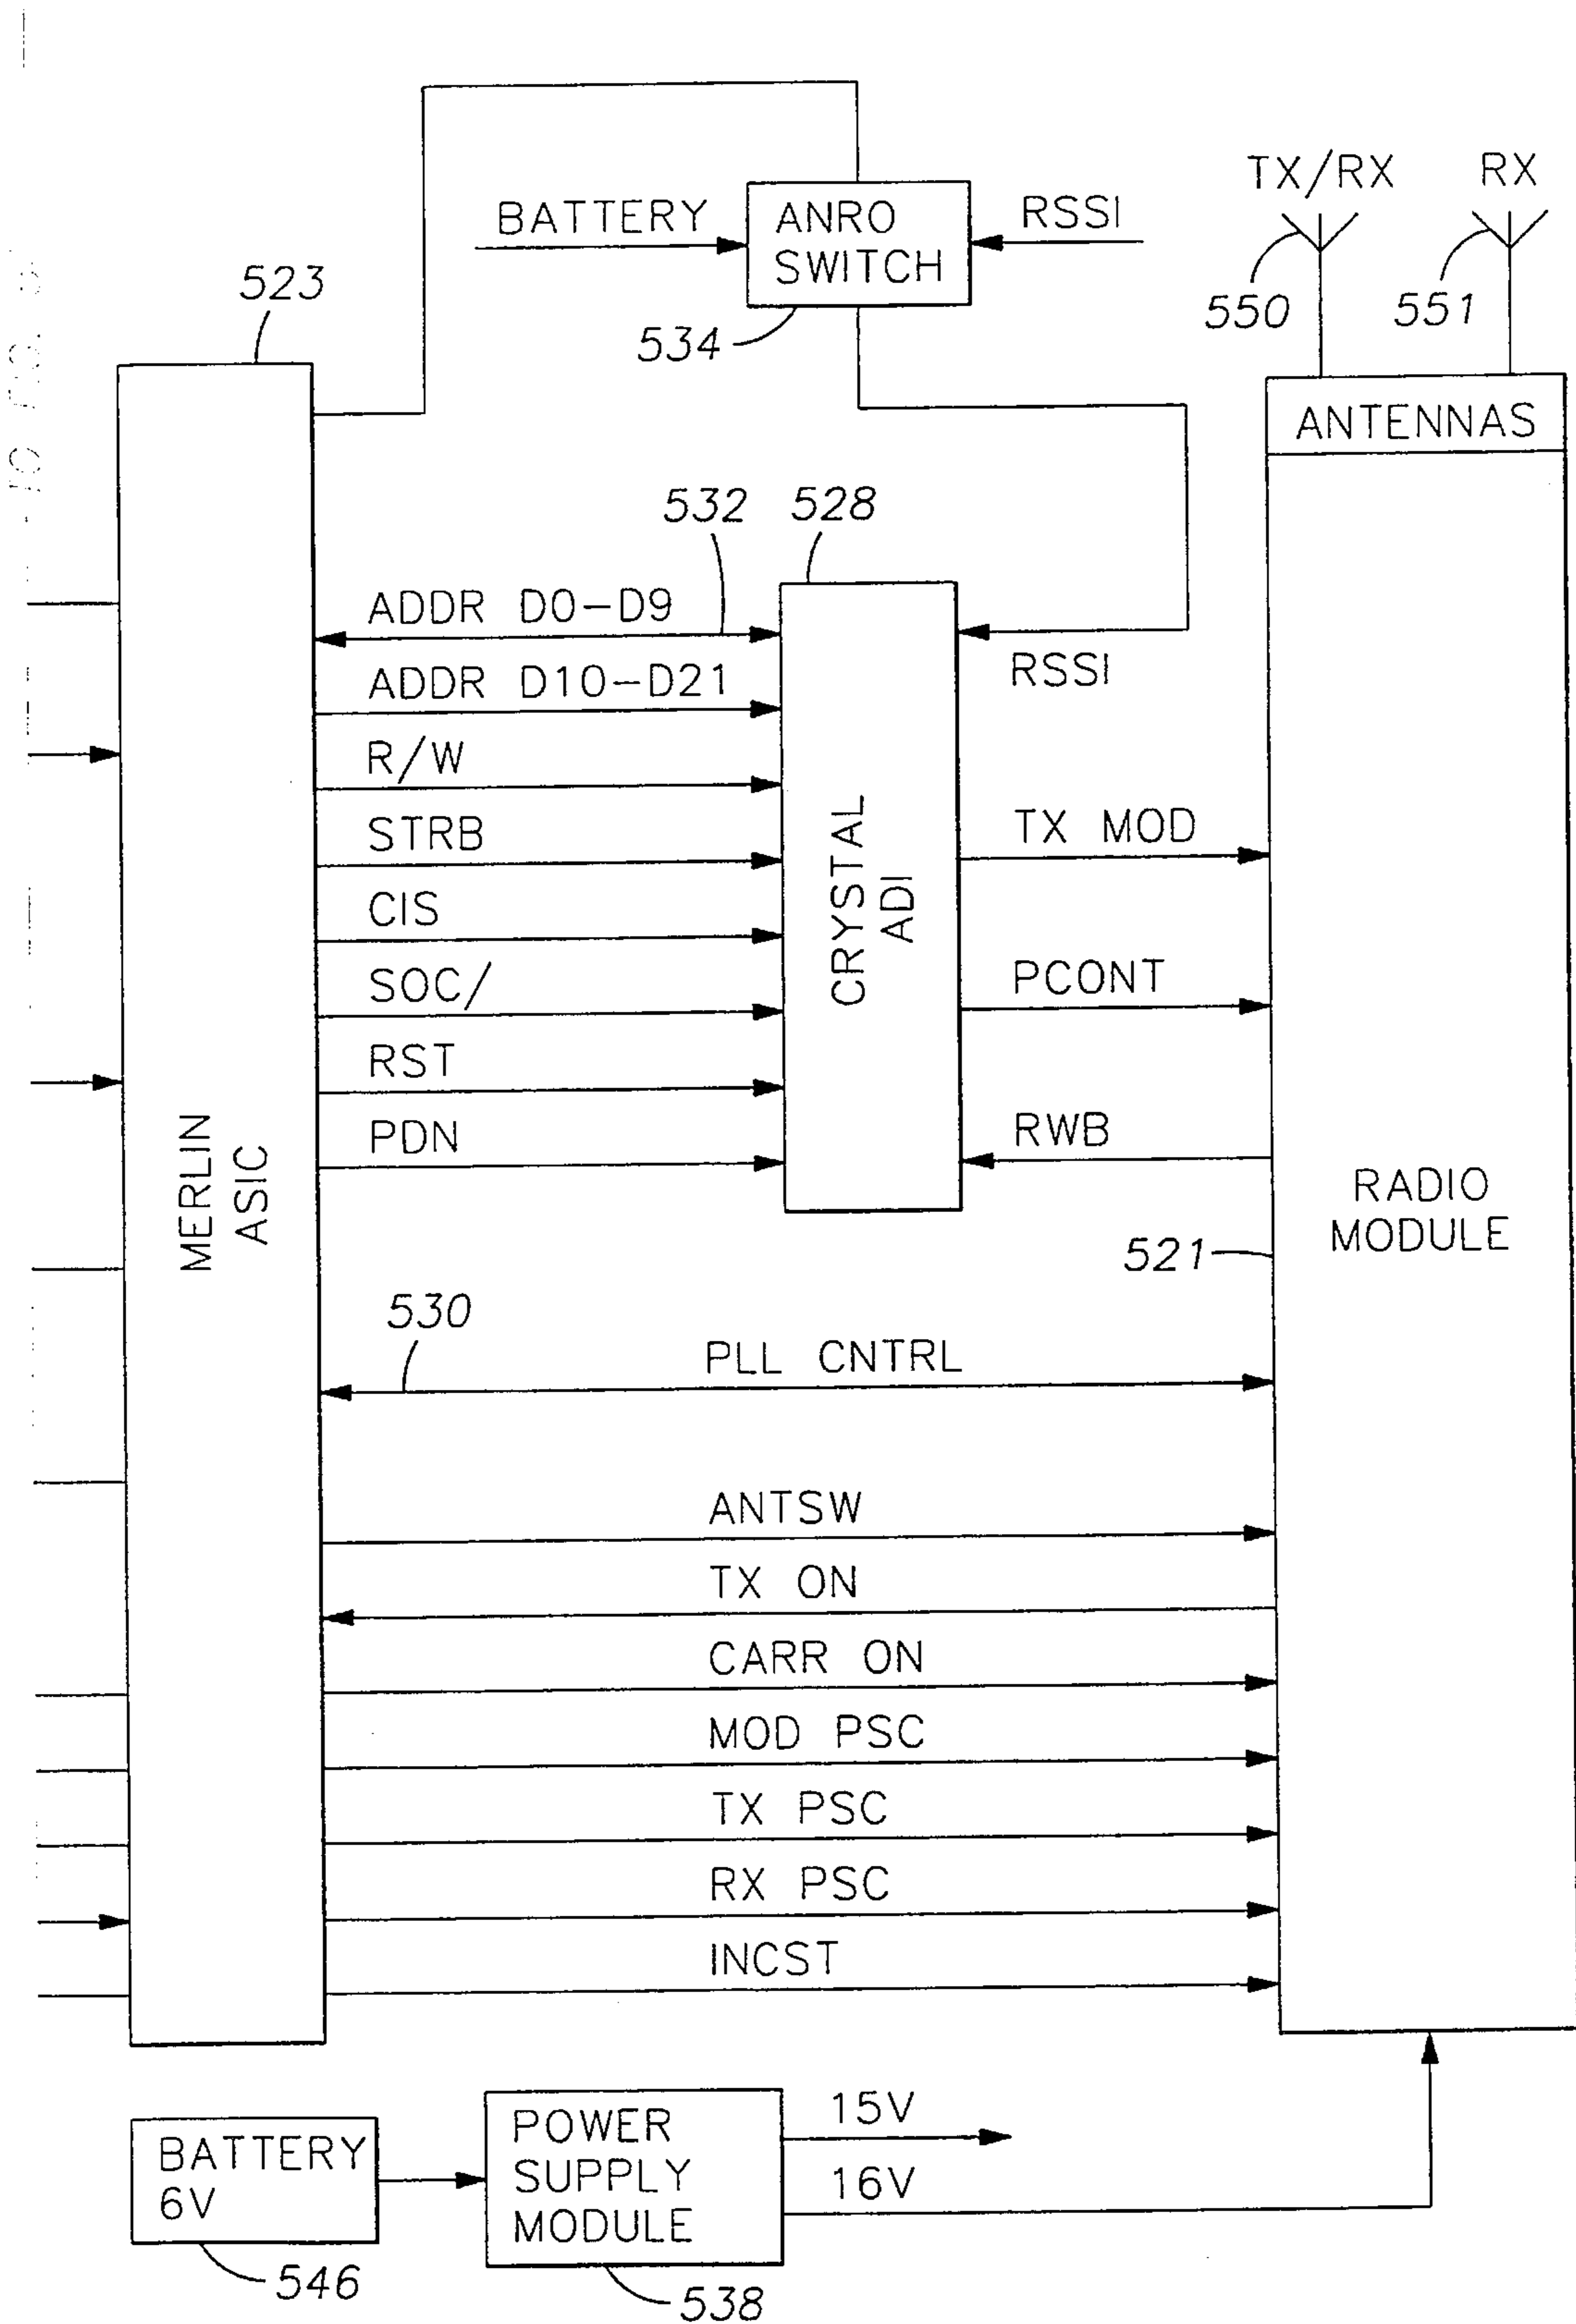 TX/RX
RX
BATTERY
ANRO
SWITCH
RSSI
534
550
551
523
ANTENNAS
532
528
ADDR D0-D9
RSSI
ADDR D10-D21
R/W
STRB
CIS
SOC/
RST
PDN
CRYSTAL
ADI
TX MOD
PCONT
RWB
MERLIN
ASIC
RADIO
MODULE
521
530
PLL CNTRL
ANTSW
TX ON
CARR ON
MOD PSC
TX PSC
RX PSC
INCST
BATTERY
6V
546
POWER
SUPPLY
MODULE
538
15V
16V